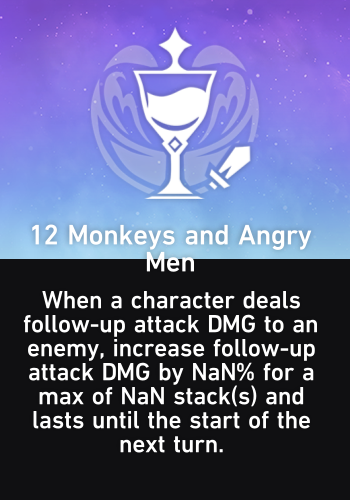 12 Monkeys and Angry
Men
When a character deals
follow-up attack DMG to an
enemy, increase follow-up
attack DMG by NaN% for a
max of NaN stack(s) and
lasts until the start of the
next turn.